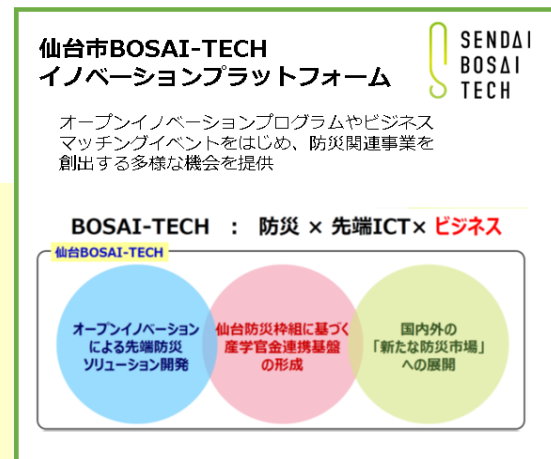 仙台市BOSAI-TECH
イノベーションプラットフォーム
SENDAI
BOSAI
TECH
オープンイノベーションプログラムやビジネス
マッチングイベントをはじめ、防災関連事業を
創出する多様な機会を提供
BOSAI-TECH : 防災 × 先端ICT× ビジネス
仙台BOSAI-TECH
オープンイノベーション
による先端防災
ソリューション開発
仙台防災枠組に基づく
産学官金連携基盤
の形成
国内外の
「新たな防災市場」
への展開